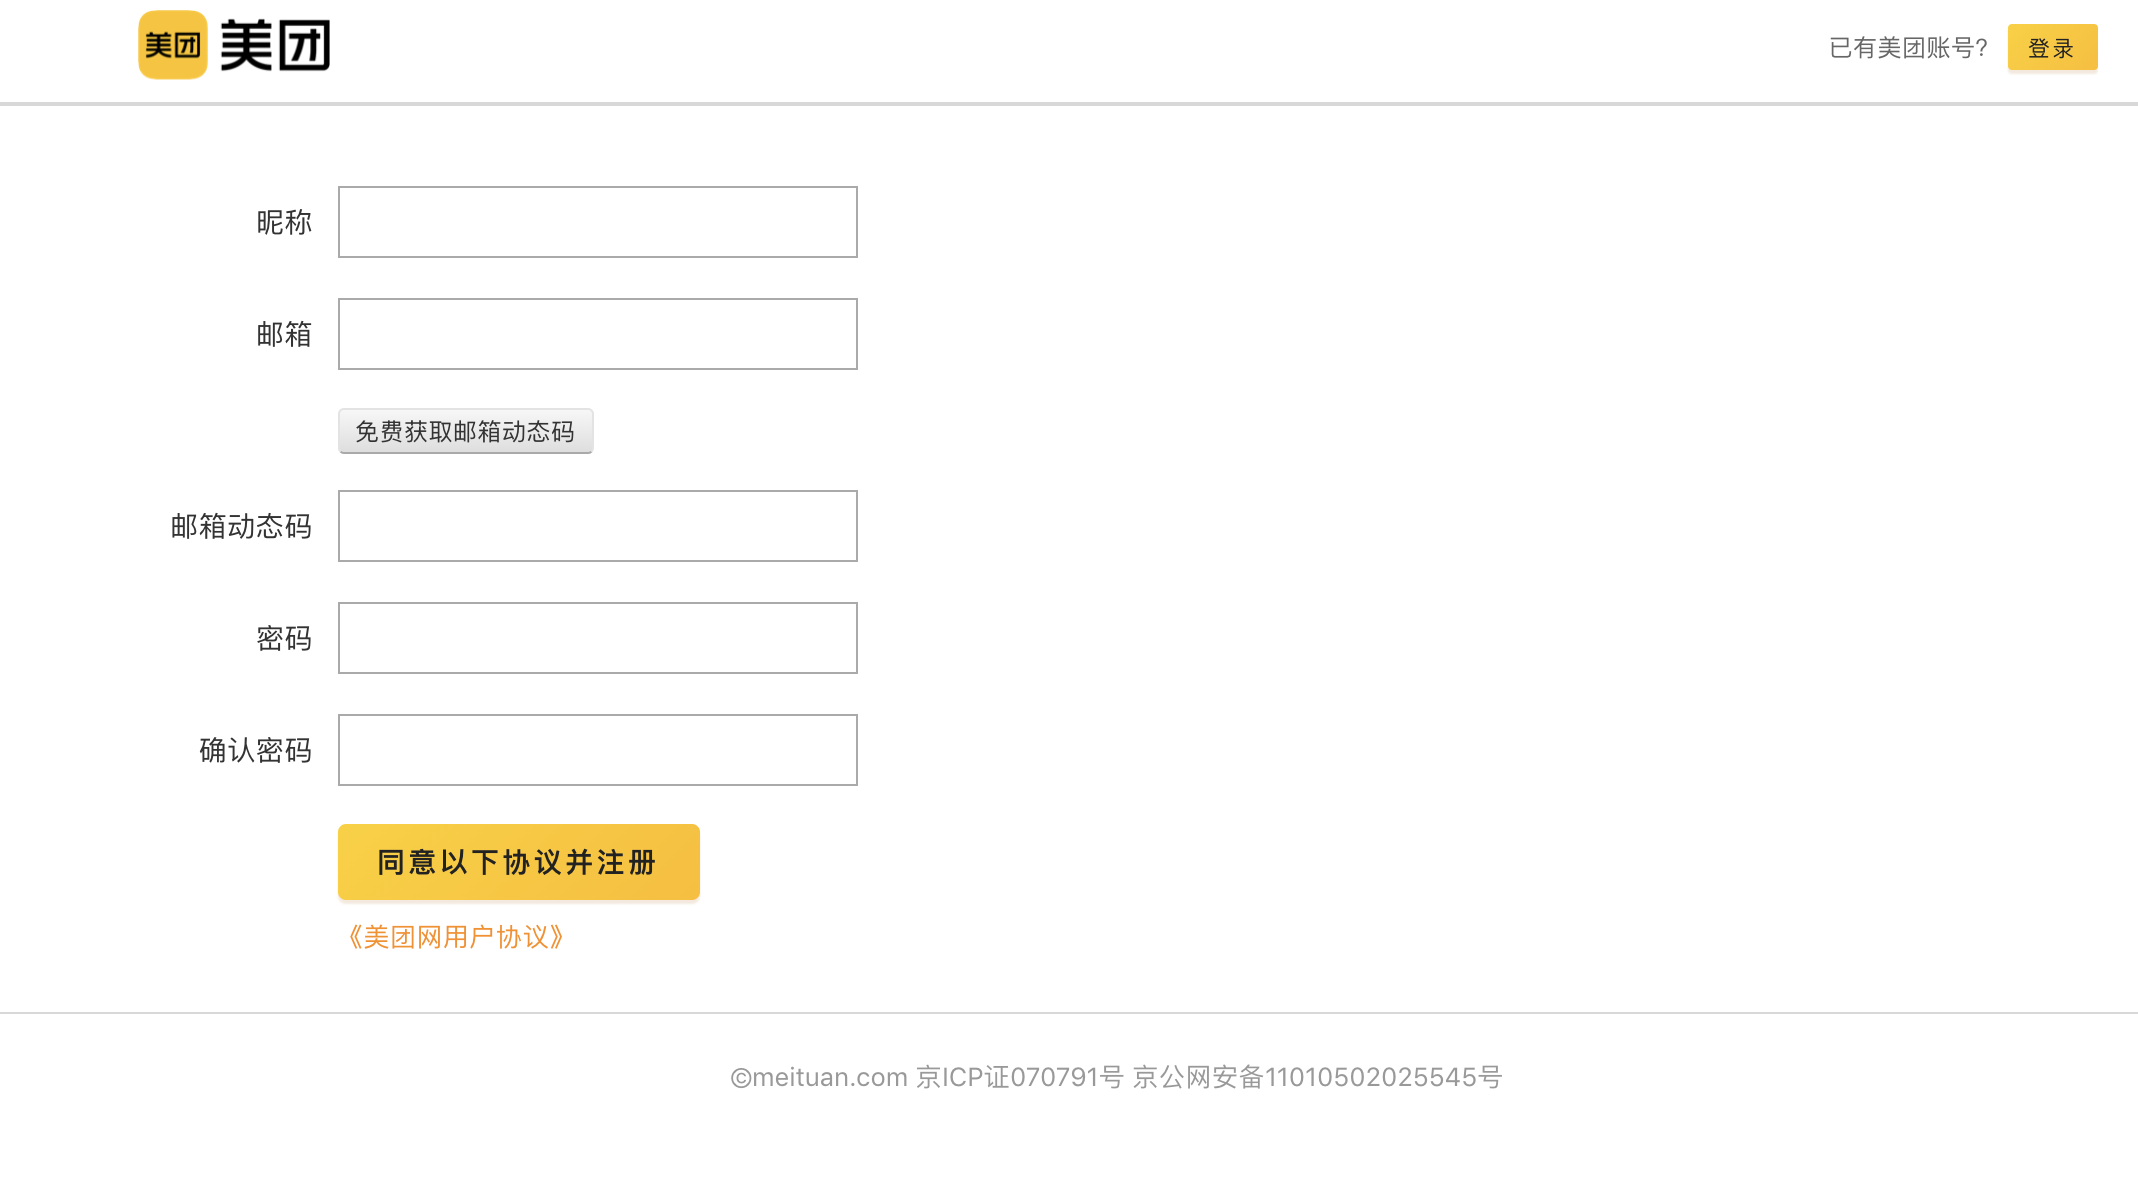 美团 美团
已有美团账号? 登录
昵称
邮箱
免费获取邮箱动态码
邮箱动态码
密码
确认密码
同意以下协议并注册
《美团网用户协议》
©meituan.com 京ICP证070791号 京公网安备11010502025545号